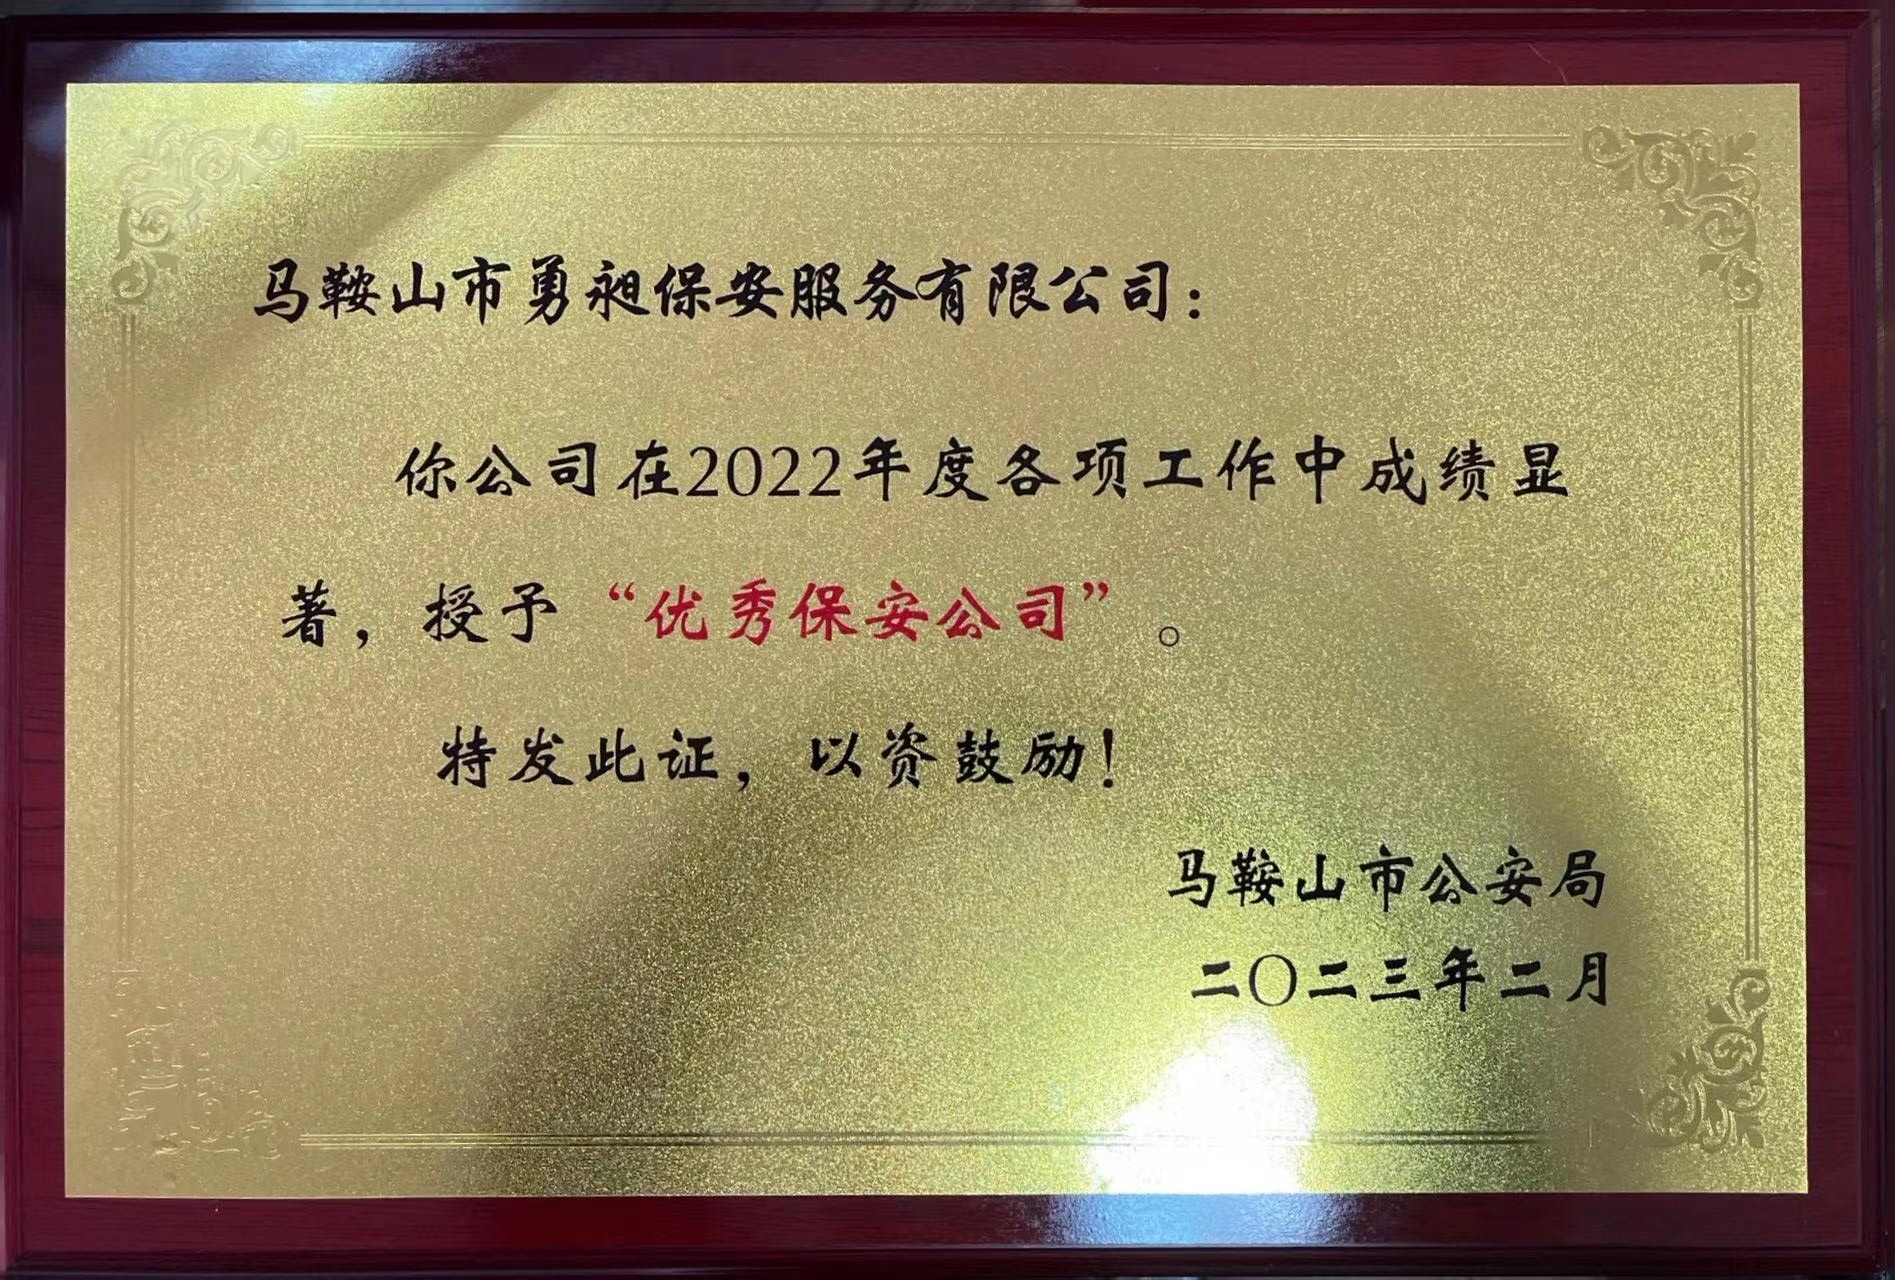 马鞍山市勇昶保安服务有限公司：
你公司在2022年度各项工作中成绩显
著，授予“优秀保安公司”。
特发此证，以资鼓励！
马鞍山市公安局
二〇二三年二月